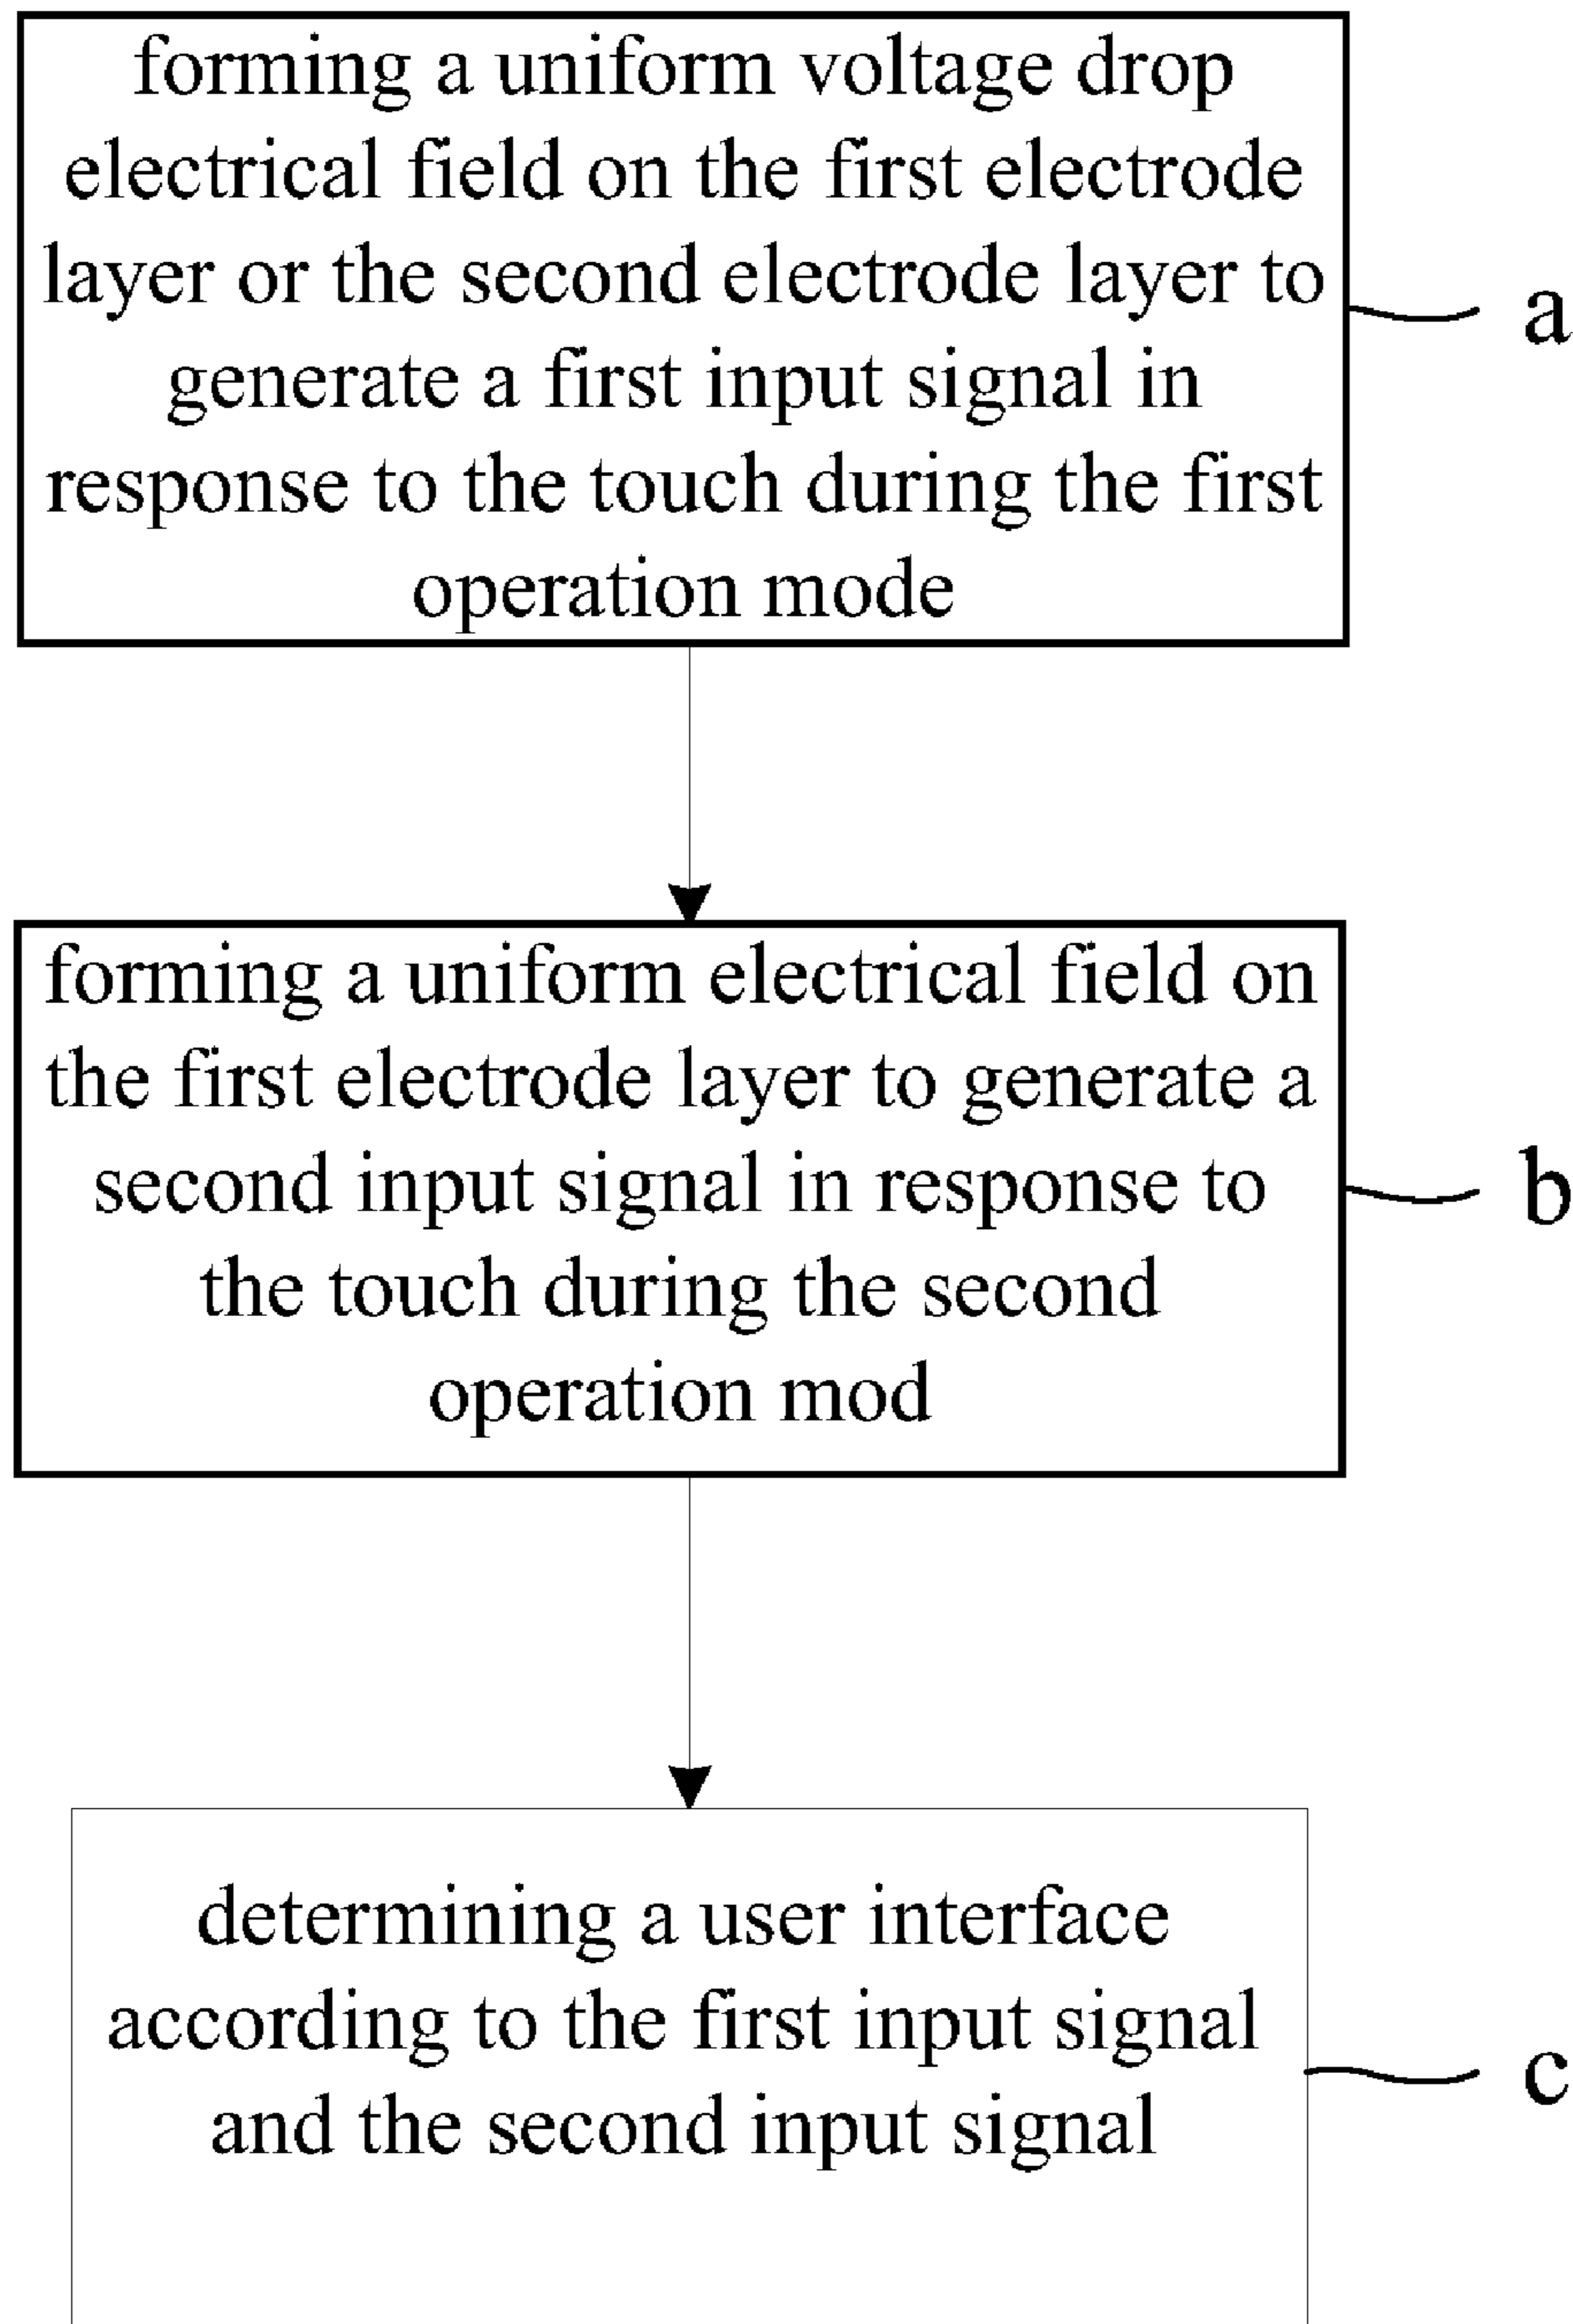 forming a uniform voltage drop
electrical field on the first electrode
layer or the second electrode layer to
generate a first input signal in
response to the touch during the first
operation mode
a
forming a uniform electrical field on
the first electrode layer to generate a
second input signal in response to
the touch during the second
operation mod
b
determining a user interface
according to the first input signal
and the second input signal
c